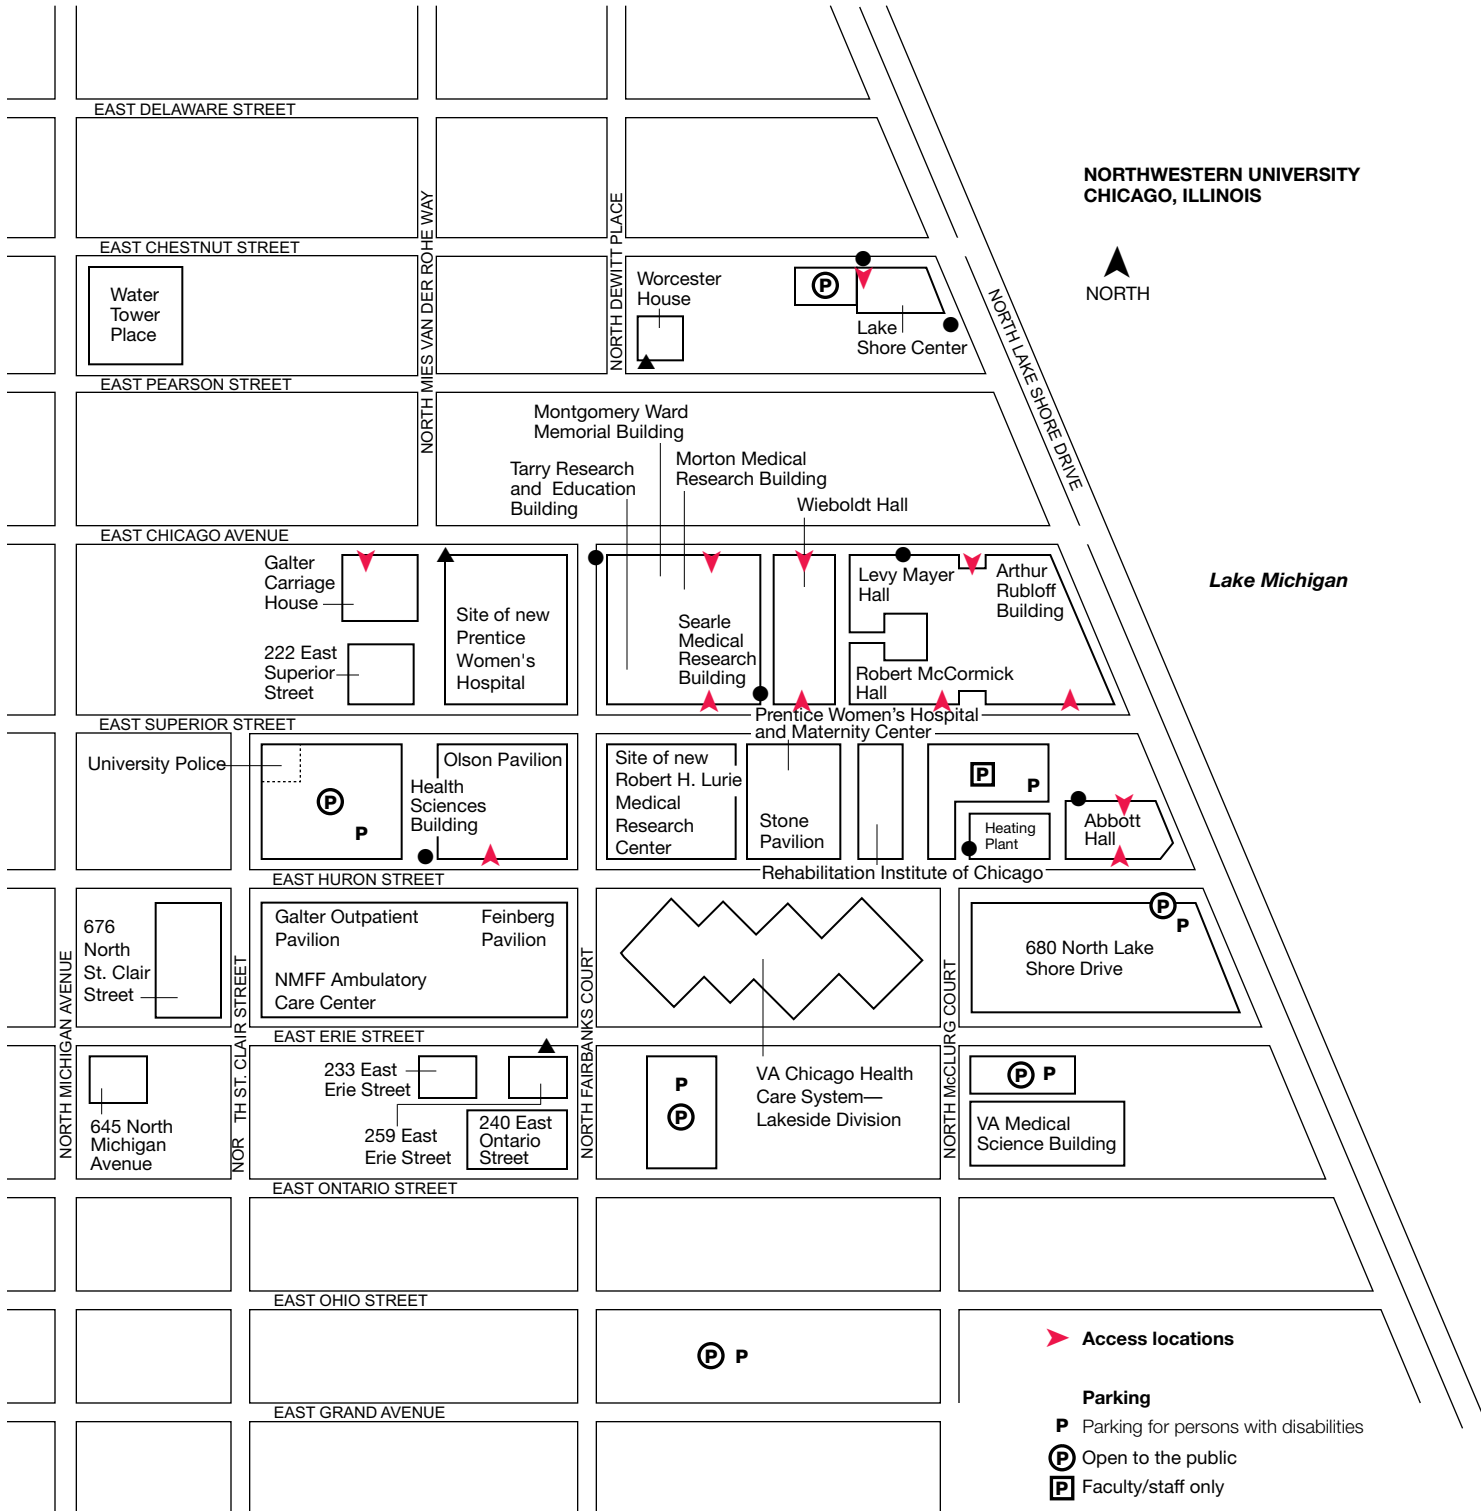 EAST DELAWARE STREET
NORTHWESTERN UNIVERSITY
CHICAGO, ILLINOIS
NORTH
EAST CHESTNUT STREET
NORTH MIES VAN DER ROHE WAY
NORTH DEWITT PLACE
NORTH LAKE SHORE DRIVE
Water
Tower
Place
Worcester
House
P
Lake
Shore Center
EAST PEARSON STREET
Montgomery Ward
Memorial Building
Tarry Research
and Education
Building
Morton Medical
Research Building
Wieboldt Hall
EAST CHICAGO AVENUE
Galter
Carriage
House
222 East
Superior
Street
Site of new
Prentice
Women's
Hospital
Searle
Medical
Research
Building
Levy Mayer
Hall
Arthur
Rubloff
Building
Robert McCormick
Hall
Lake Michigan
EAST SUPERIOR STREET
Prentice Women's Hospital
and Maternity Center
University Police
P
P
Olson Pavilion
Health
Sciences
Building
Site of new
Robert H. Lurie
Medical
Research
Center
Stone
Pavilion
P
P
Heating
Plant
Abbott
Hall
Rehabilitation Institute of Chicago
EAST HURON STREET
676
North
St. Clair
Street
Galter Outpatient
Pavilion
Feinberg
Pavilion
NMFF Ambulatory
Care Center
P
P
680 North Lake
Shore Drive
NORTH MICHIGAN AVENUE
NOR TH ST. CLAIR STREET
NORTH FAIRBANKS COURT
NORTH McCLURG COURT
EAST ERIE STREET
645 North
Michigan
Avenue
233 East
Erie Street
259 East
Erie Street
240 East
Ontario
Street
P
P
VA Chicago Health
Care System—
Lakeside Division
P P
VA Medical
Science Building
EAST ONTARIO STREET
EAST OHIO STREET
P P
EAST GRAND AVENUE
Access locations
Parking
P Parking for persons with disabilities
P Open to the public
P Faculty/staff only